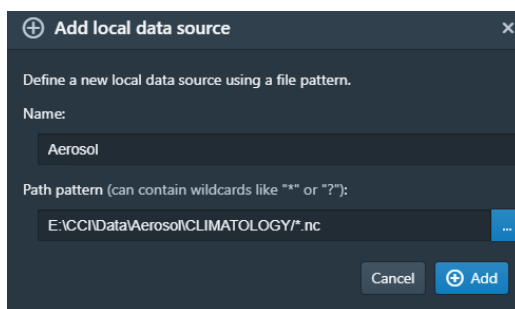 Add local data source
Define a new local data source using a file pattern.
Name:
Aerosol
Path pattern (can contain wildcards like "*" or "?"):
E:\CCI\Data\Aerosol\CLIMATOLOGY/*.nc
...
Cancel
Add